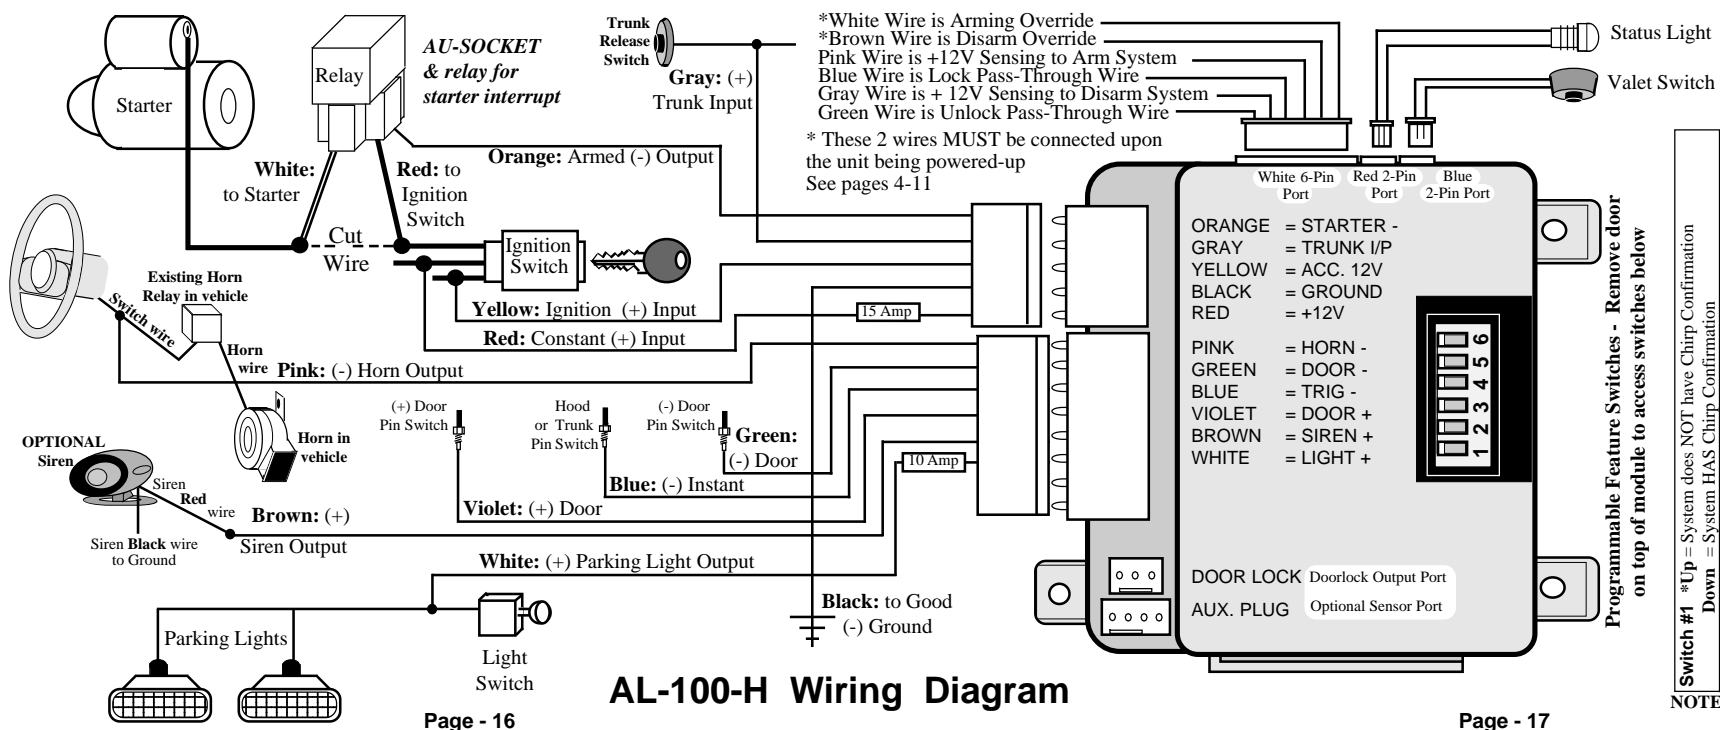 Starter
Relay
AU-SOCKET
& relay for
starter interrupt
Trunk
Release
Switch
Gray: (+)
Trunk Input
*White Wire is Arming Override
*Brown Wire is Disarm Override
Pink Wire is +12V Sensing to Arm System
Blue Wire is Lock Pass-Through Wire
Gray Wire is + 12V Sensing to Disarm System
Green Wire is Unlock Pass-Through Wire
* These 2 wires MUST be connected upon
the unit being powered-up
See pages 4-11
Status Light
Valet Switch
White:
to Starter
Red: to
Ignition
Switch
Orange: Armed (-) Output
Cut
Wire
Ignition
Switch
Yellow: Ignition (+) Input
Red: Constant (+) Input
15 Amp
Existing Horn
Relay in vehicle
Switch wire
Horn
wire
Pink: (-) Horn Output
Horn in
vehicle
(+) Door
Pin Switch
Hood
or Trunk
Pin Switch
(-) Door
Pin Switch
Green:
(-) Door
10 Amp
Blue: (-) Instant
Violet: (+) Door
OPTIONAL
Siren
Siren
Red
wire
Brown: (+)
Siren Output
Siren Black wire
to Ground
White: (+) Parking Light Output
Black: to Good
(-) Ground
Parking Lights
Light
Switch
White 6-Pin
Port
Red 2-Pin
Port
Blue
2-Pin Port
ORANGE = STARTER -
GRAY = TRUNK I/P
YELLOW = ACC. 12V
BLACK = GROUND
RED = +12V
PINK = HORN -
GREEN = DOOR -
BLUE = TRIG -
VIOLET = DOOR +
BROWN = SIREN +
WHITE = LIGHT +
1 2 3 4 5 6
DOOR LOCK Doorlock Output Port
AUX. PLUG Optional Sensor Port
Programmable Feature Switches - Remove door
on top of module to access switches below
Switch #1 *Up = System does NOT have Chirp Confirmation
Down = System HAS Chirp Confirmation
NOTE
AL-100-H Wiring Diagram
Page - 16
Page - 17